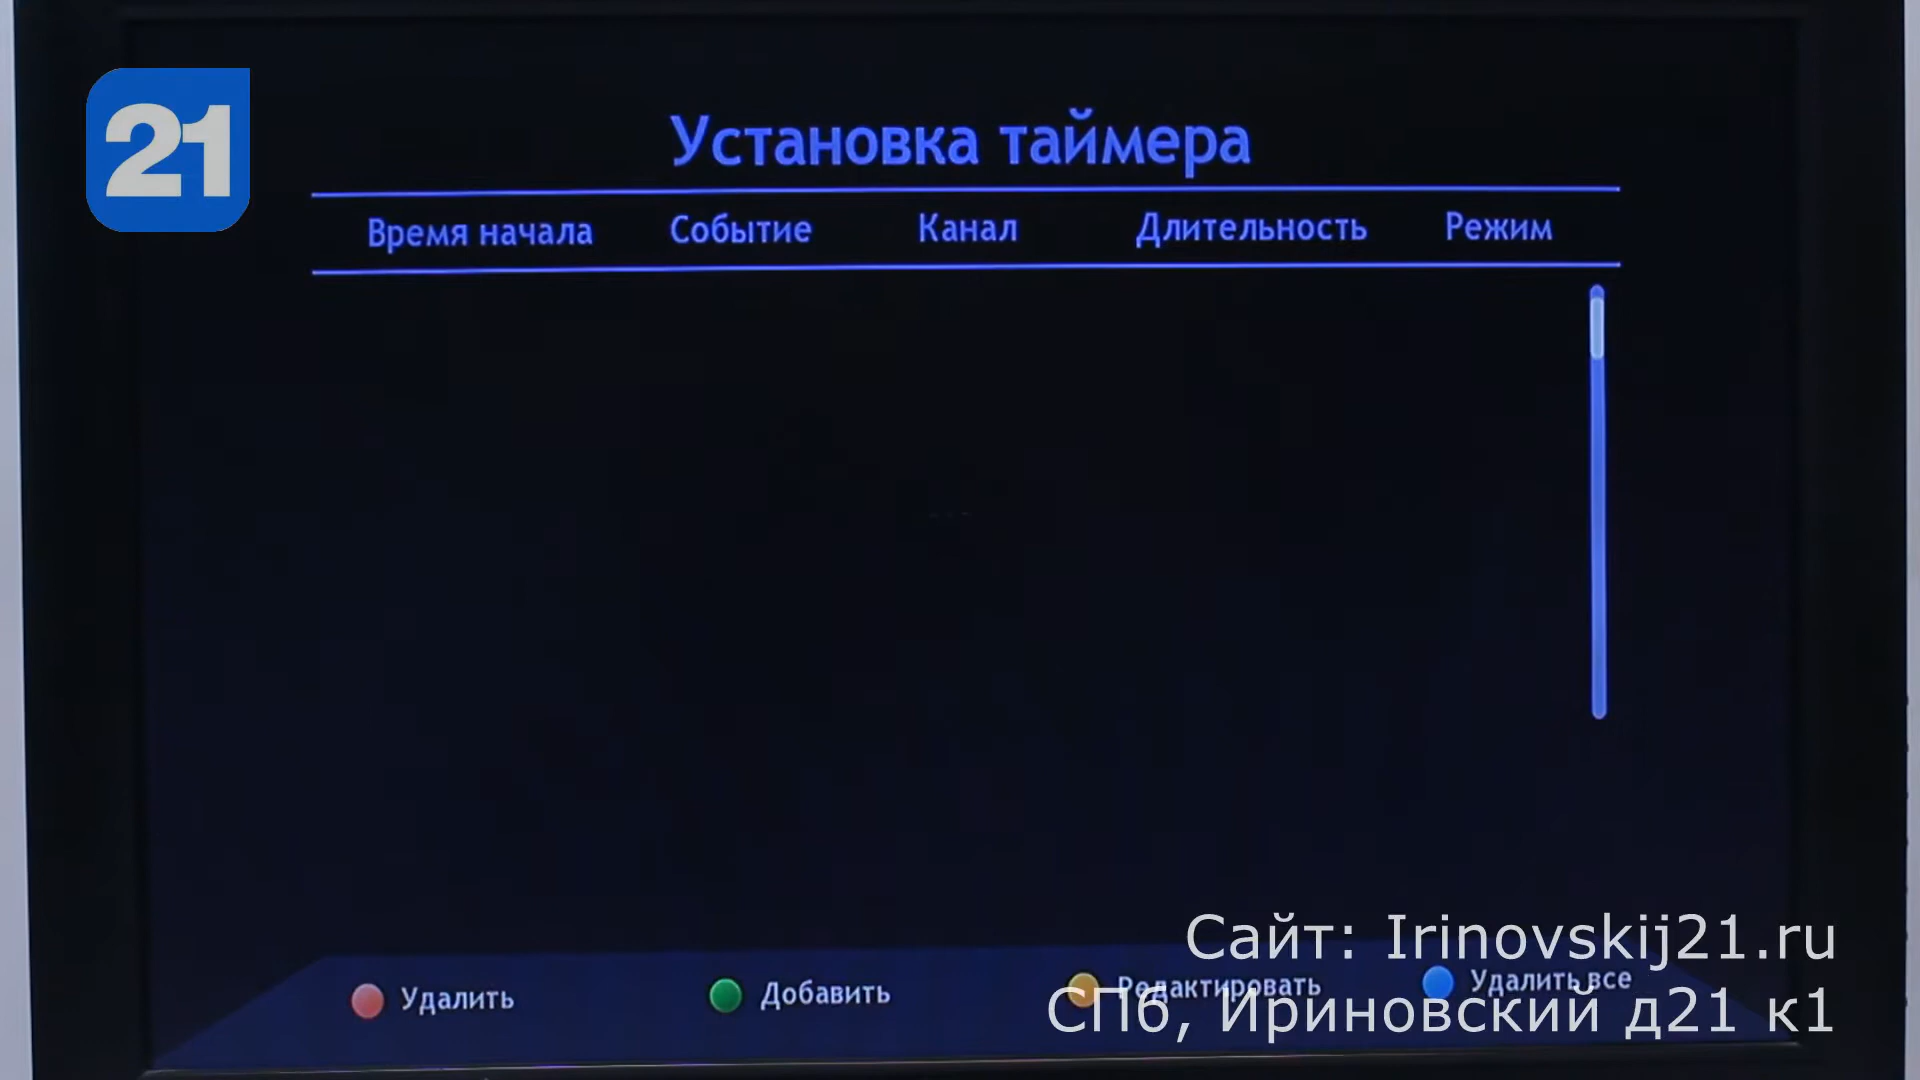 21
Установка таймера
Время начала Событие Канал Длительность Режим
Удалить Добавить Редактировать Удалить все
Сайт: Irinovskij21.ru
СПб, Ириновский д21 к1